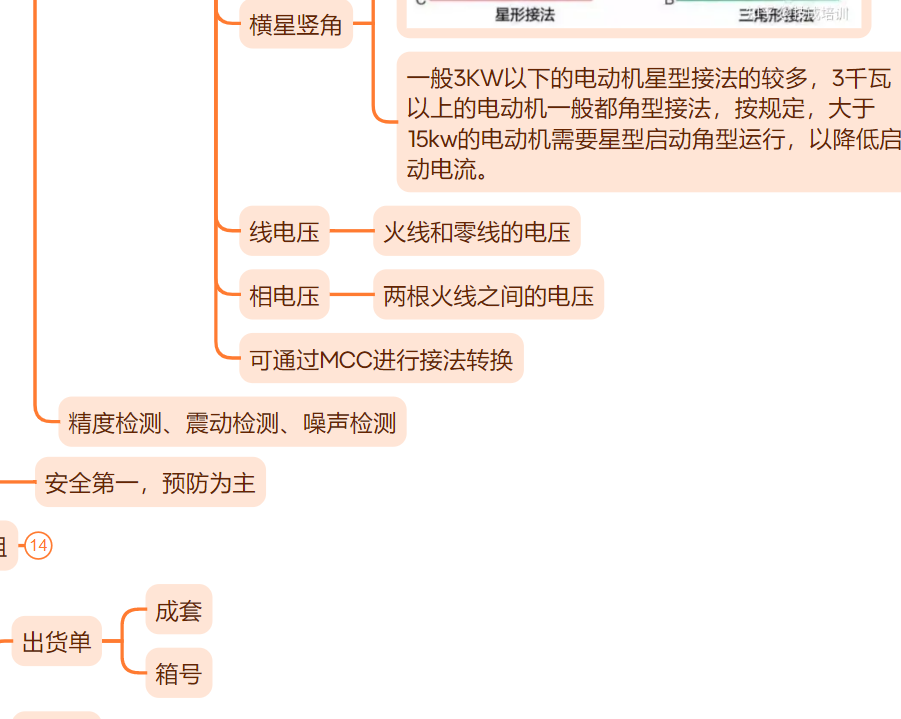 C
B
横星竖角
星形接法
三角形接法
培训
一般3KW以下的电动机星型接法的较多，3千瓦
以上的电动机一般都角型接法，按规定，大于
15kw的电动机需要星型启动角型运行，以降低启
动电流。
线电压
火线和零线的电压
相电压
两根火线之间的电压
可通过MCC进行接法转换
精度检测、震动检测、噪声检测
安全第一，预防为主
14
出货单
成套
箱号